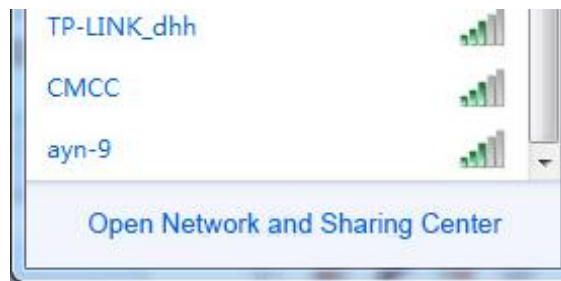 TP-LINK_dhh
CMCC
ayn-9
Open Network and Sharing Center